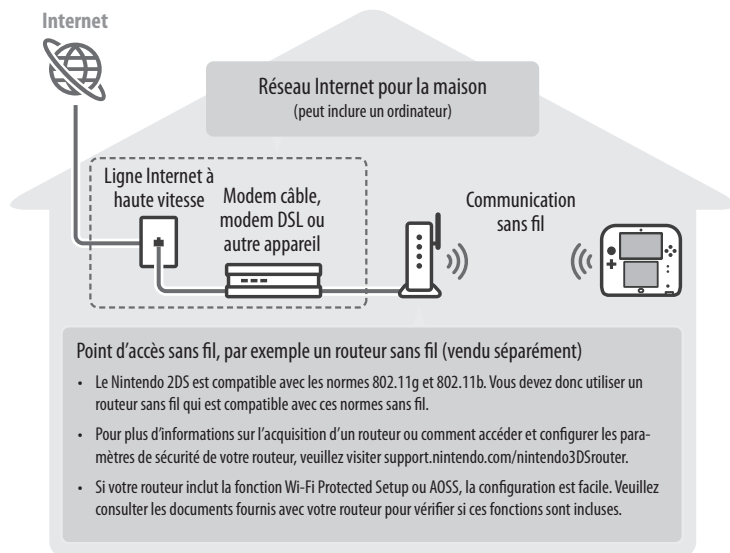 Internet
Réseau Internet pour la maison
(peut inclure un ordinateur)
Ligne Internet à
haute vitesse
Modem câble,
modem DSL ou
autre appareil
Communication
sans fil
Point d’accès sans fil, par exemple un routeur sans fil (vendu séparément)
• Le Nintendo 2DS est compatible avec les normes 802.11g et 802.11b. Vous devez donc utiliser un
routeur sans fil qui est compatible avec ces normes sans fil.
• Pour plus d’informations sur l’acquisition d’un routeur ou comment accéder et configurer les para-
mètres de sécurité de votre routeur, veuillez visiter support.nintendo.com/nintendo3DSrouter.
• Si votre routeur inclut la fonction Wi-Fi Protected Setup ou AOSS, la configuration est facile. Veuillez
consulter les documents fournis avec votre routeur pour vérifier si ces fonctions sont incluses.